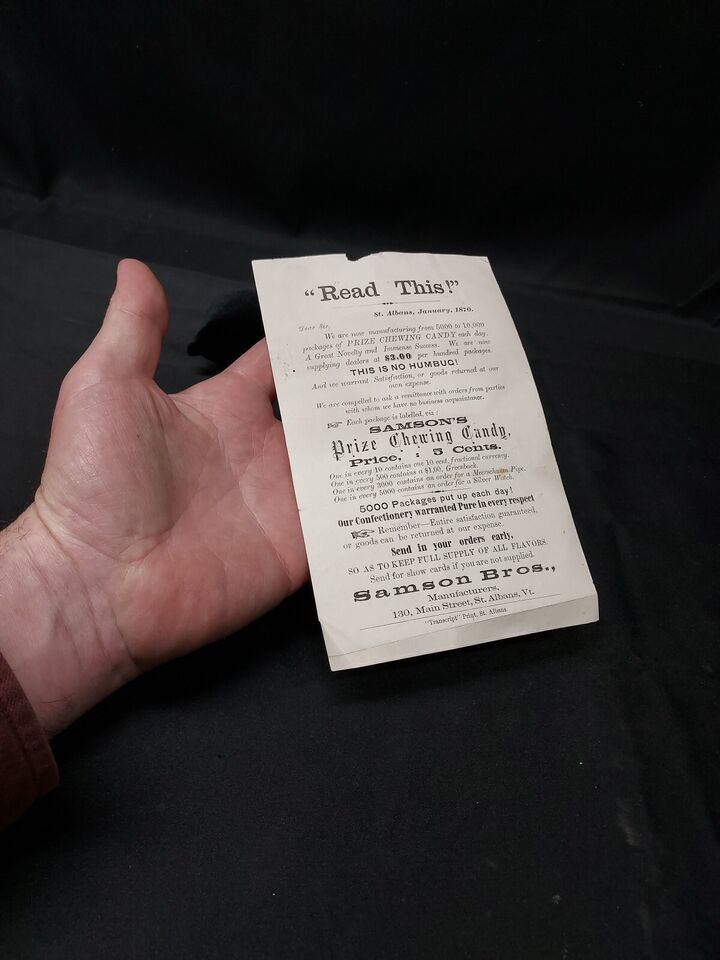 "Read This!"
St. Albans, January, 1870.
Dear Sir,
We are now manufacturing from 5000 to 10,000
packages of PRIZE CHEWING CANDY each day.
A Great Novelty and Immense Success. We are now
supplying dealers at $3.00 per hundred packages.
THIS IS NO HUMBUG!
And we warrant Satisfaction, or goods returned at our
own expense.
We are compelled to ask a remittance with orders from parties
with whom we have no business acquaintance.
Each package is labelled, viz:
SAMSON'S
Prize Chewing Candy,
Price, : 5 Cents.
One in every 10 contains one 10 cent fractional currency.
One in every 500 contains a $1,00, Greenback.
One in every 3000 contains an order for a Meerschaum Pipe.
One in every 5000 contains an order for a Silver Watch.
5000 Packages put up each day!
Our Confectionery warranted Pure in every respect
Remember—Entire satisfaction guaranteed,
or goods can be returned at our expense.
Send in your orders early,
SO AS TO KEEP FULL SUPPLY OF ALL FLAVORS.
Send for show cards if you are not supplied.
Samson Bros.,
Manufacturers,
130, Main Street, St. Albans, Vt.
"Transcript" Print, St. Albans.